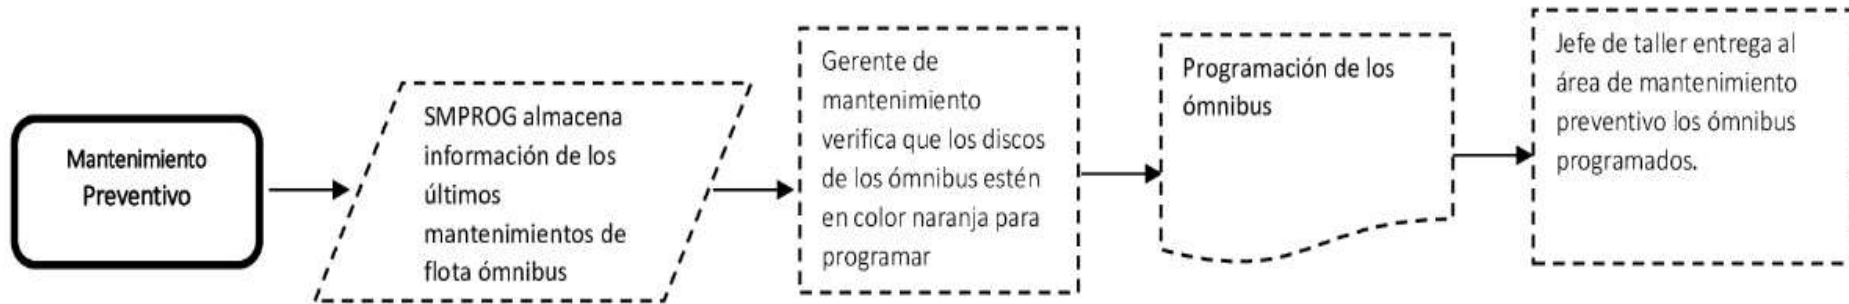 Mantenimiento
Preventivo
SMPROG almacena
información de los
últimos
mantenimientos de
flota ómnibus
Gerente de
mantenimiento
verifica que los discos
de los ómnibus estén
en color naranja para
programar
Programación de los
ómnibus
Jefe de taller entrega al
área de mantenimiento
preventivo los ómnibus
programados.